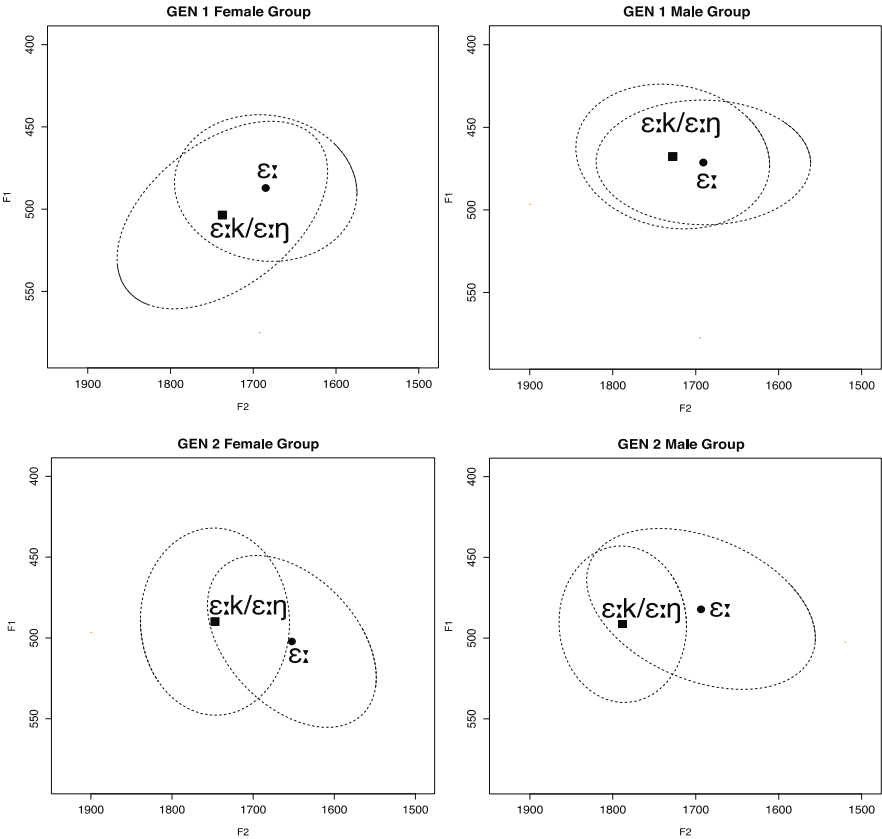 GEN 1 Female Group
400
450
500
550
F1
ɛː
ɛːk/ɛːŋ
1900 1800 1700 1600 1500
F2
GEN 1 Male Group
400
450
500
550
F1
ɛːk/ɛːŋ
ɛː
1900 1800 1700 1600 1500
F2
GEN 2 Female Group
400
450
500
550
F1
ɛːk/ɛːŋ
ɛː
1900 1800 1700 1600 1500
F2
GEN 2 Male Group
400
450
500
550
F1
ɛːk/ɛːŋ ɛː
1900 1800 1700 1600 1500
F2